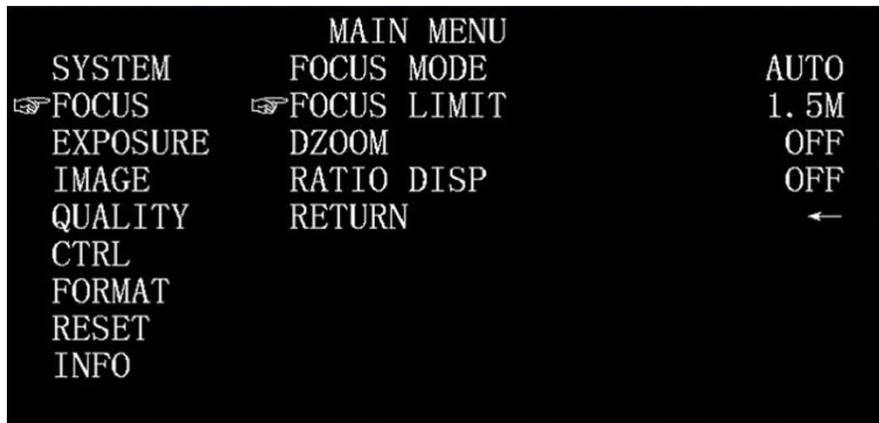 MAIN MENU
SYSTEM FOCUS MODE AUTO
☞FOCUS ☞FOCUS LIMIT 1.5M
EXPOSURE DZOOM OFF
IMAGE RATIO DISP OFF
QUALITY RETURN ←
CTRL
FORMAT
RESET
INFO